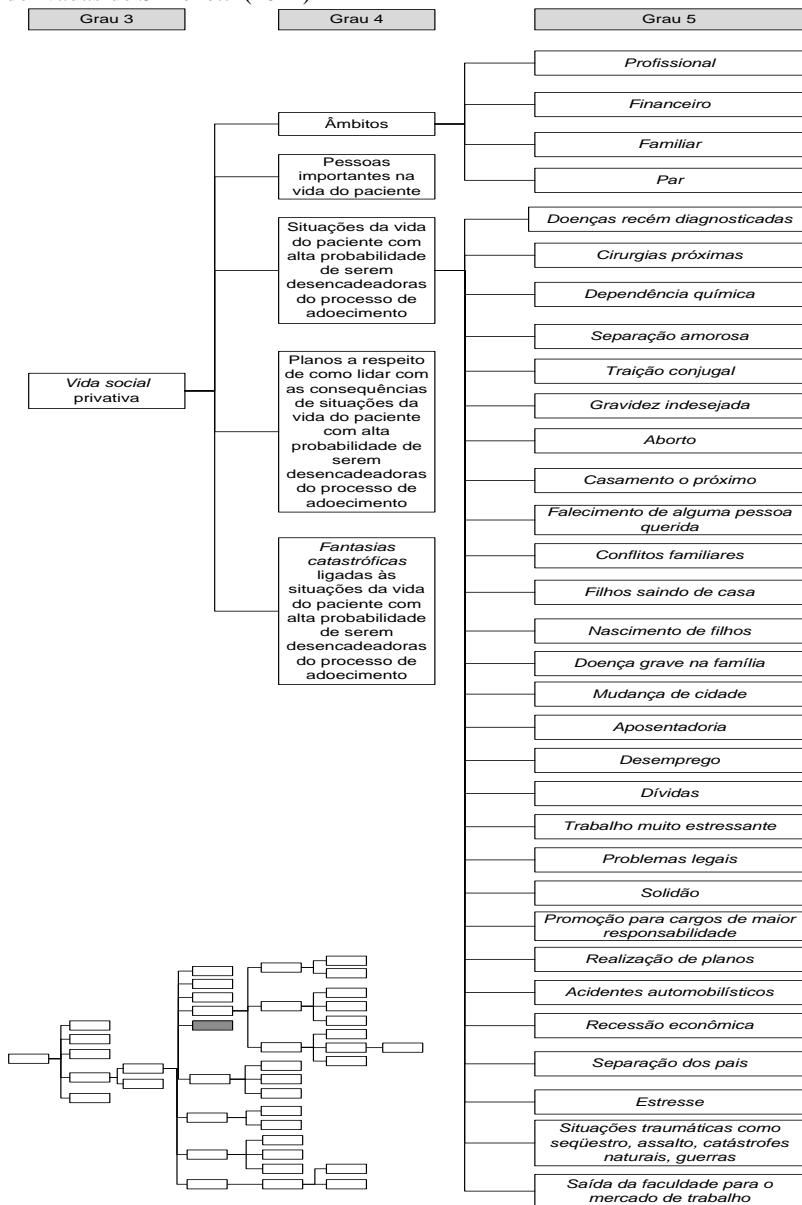 derivadas de
Grau 3
Grau 4
Grau 5
Vida social
privativa
Âmbitos
Pessoas
importantes na
vida do paciente
Situações da vida
do paciente com
alta probabilidade
de serem
desencadeadoras
do processo de
adoecimento
Planos a respeito
de como lidar com
as consequências
de situações da
vida do paciente
com alta
probabilidade de
serem
desencadeadoras
do processo de
adoecimento
Fantasias
catastróficas
ligadas às
situações da vida
do paciente com
alta probabilidade
de serem
desencadeadoras
do processo de
adoecimento
Profissional
Financeiro
Familiar
Par
Doenças recém diagnosticadas
Cirurgias próximas
Dependência química
Separação amorosa
Traição conjugal
Gravidez indesejada
Aborto
Casamento o próximo
Falecimento de alguma pessoa
querida
Conflitos familiares
Filhos saindo de casa
Nascimento de filhos
Doença grave na família
Mudança de cidade
Aposentadoria
Desemprego
Dívidas
Trabalho muito estressante
Problemas legais
Solidão
Promoção para cargos de maior
responsabilidade
Realização de planos
Acidentes automobilísticos
Recessão econômica
Separação dos pais
Estresse
Situações traumáticas como
seqüestro, assalto, catástrofes
naturais, guerras
Saída da faculdade para o
mercado de trabalho